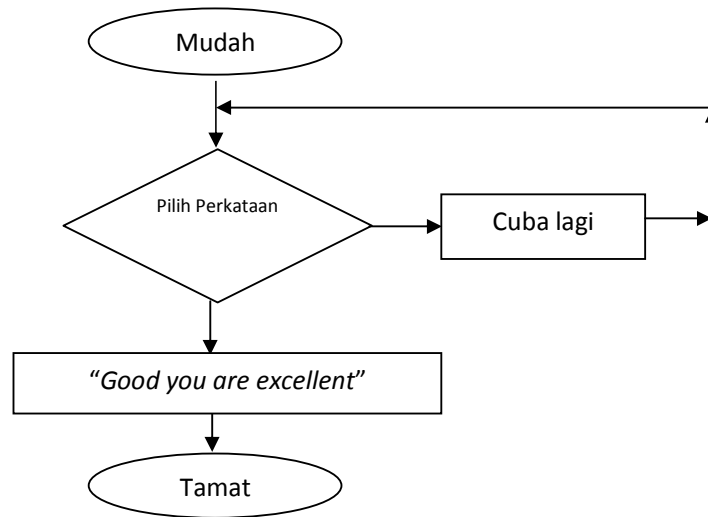 Mudah
Pilih Perkataan
Cuba lagi
“Good you are excellent”
Tamat